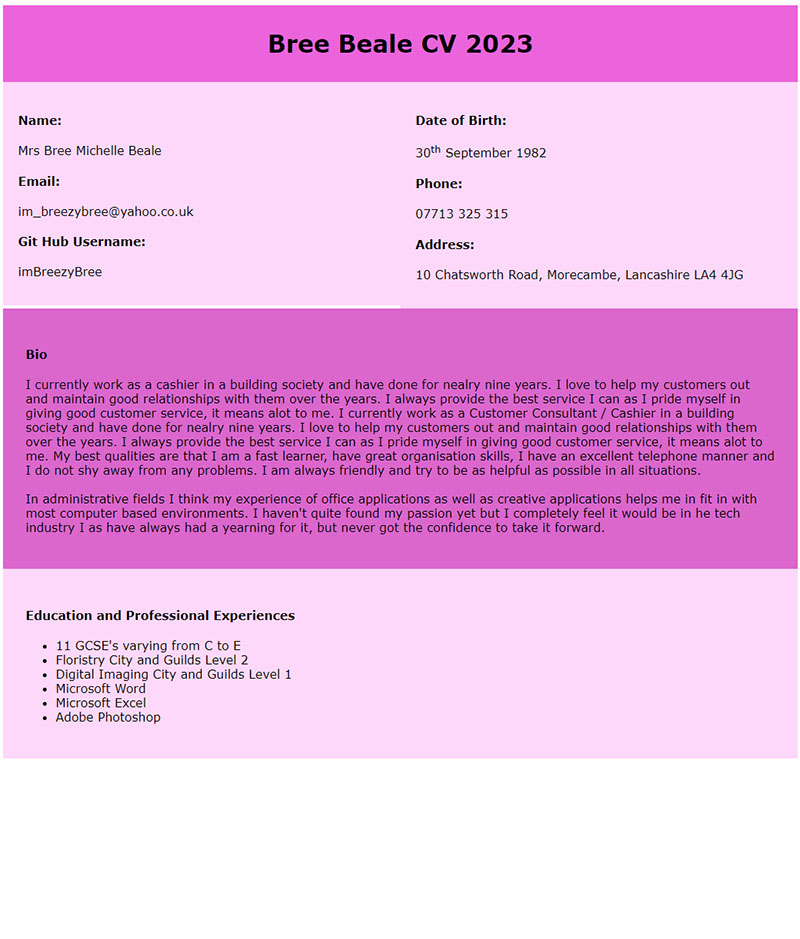 Bree Beale CV 2023
Name:
Mrs Bree Michelle Beale
Email:
im_breezybree@yahoo.co.uk
Git Hub Username:
imBreezyBree
Date of Birth:
30th September 1982
Phone:
07713 325 315
Address:
10 Chatsworth Road, Morecambe, Lancashire LA4 4JG
Bio
I currently work as a cashier in a building society and have done for nealry nine years. I love to help my customers out
and maintain good relationships with them over the years. I always provide the best service I can as I pride myself in
giving good customer service, it means alot to me. I currently work as a Customer Consultant / Cashier in a building
society and have done for nealry nine years. I love to help my customers out and maintain good relationships with them
over the years. I always provide the best service I can as I pride myself in giving good customer service, it means alot to
me. My best qualities are that I am a fast learner, have great organisation skills, I have an excellent telephone manner and
I do not shy away from any problems. I am always friendly and try to be as helpful as possible in all situations.
In administrative fields I think my experience of office applications as well as creative applications helps me in fit in with
most computer based environments. I haven't quite found my passion yet but I completely feel it would be in he tech
industry I as have always had a yearning for it, but never got the confidence to take it forward.
Education and Professional Experiences
• 11 GCSE's varying from C to E
• Floristry City and Guilds Level 2
• Digital Imaging City and Guilds Level 1
• Microsoft Word
• Microsoft Excel
• Adobe Photoshop